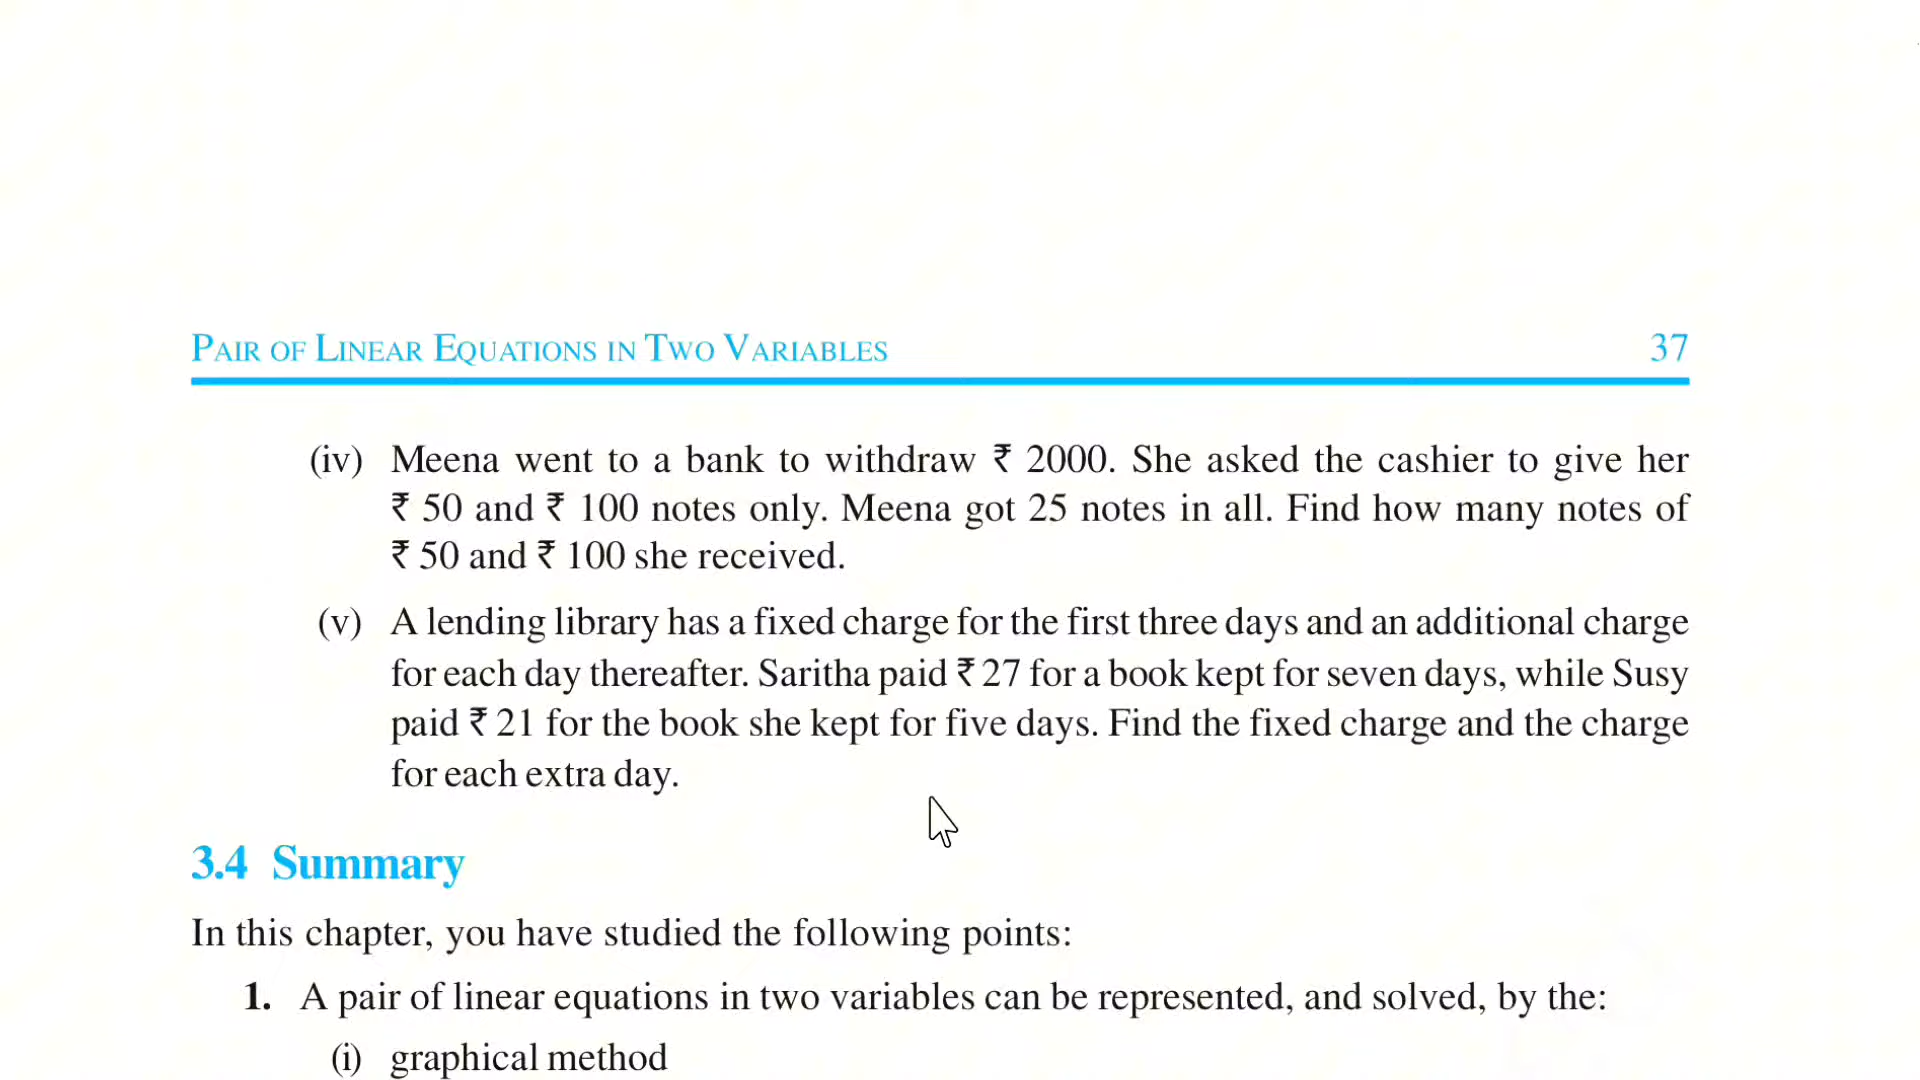 PAIR OF LINEAR EQUATIONS IN TWO VARIABLES 37
(iv) Meena went to a bank to withdraw ₹ 2000. She asked the cashier to give her
₹ 50 and ₹ 100 notes only. Meena got 25 notes in all. Find how many notes of
₹ 50 and ₹ 100 she received.
(v) A lending library has a fixed charge for the first three days and an additional charge
for each day thereafter. Saritha paid ₹ 27 for a book kept for seven days, while Susy
paid ₹ 21 for the book she kept for five days. Find the fixed charge and the charge
for each extra day.
3.4 Summary
In this chapter, you have studied the following points:
1. A pair of linear equations in two variables can be represented, and solved, by the:
(i) graphical method